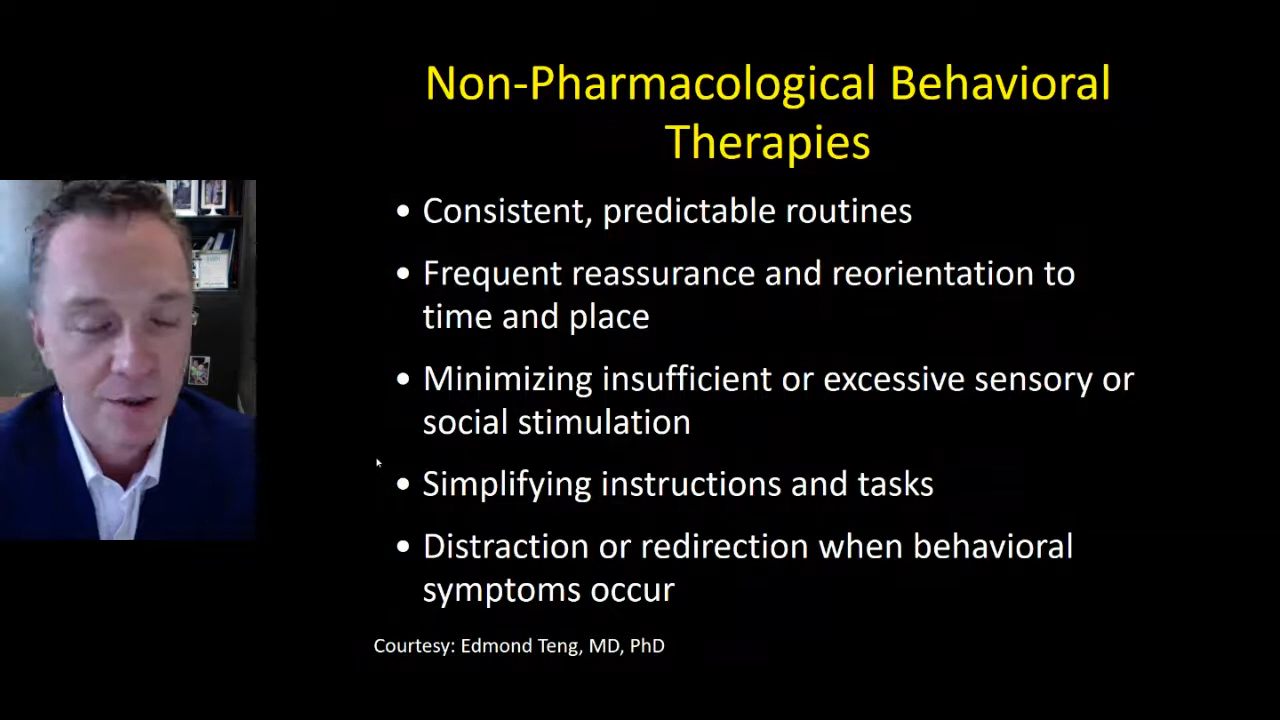 Non-Pharmacological Behavioral
Therapies
• Consistent, predictable routines
• Frequent reassurance and reorientation to
time and place
• Minimizing insufficient or excessive sensory or
social stimulation
• Simplifying instructions and tasks
• Distraction or redirection when behavioral
symptoms occur
Courtesy: Edmond Teng, MD, PhD